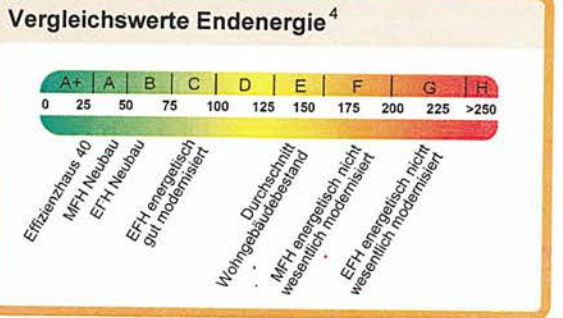 Vergleichswerte Endenergie⁴
A+ | A | B | C | D | E | F | G | H
0 25 50 75 100 125 150 175 200 225 >250
Effizienzhaus 40
MFH Neubau
EFH Neubau
EFH energetisch
gut modernisiert
Durchschnitt
Wohngebäudebestand
MFH energetisch nicht
wesentlich modernisiert
EFH energetisch nicht
wesentlich modernisiert